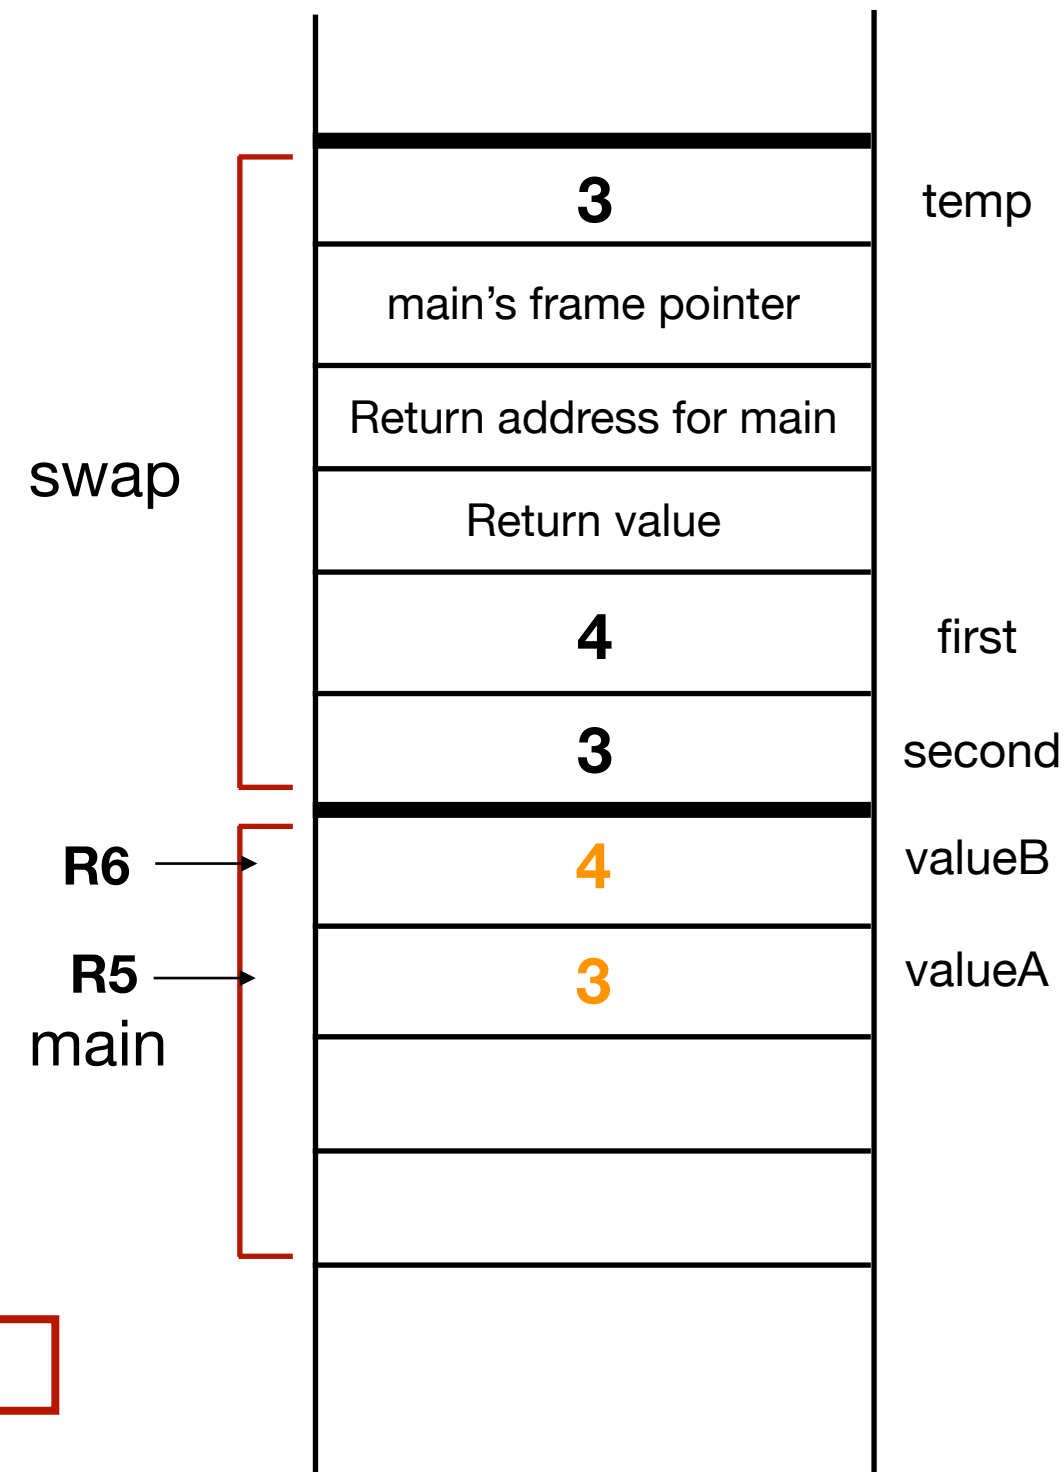 3 temp
main’s frame pointer
Return address for main
swap
Return value
4 first
3 second
R6 4 valueB
R5 3 valueA
main